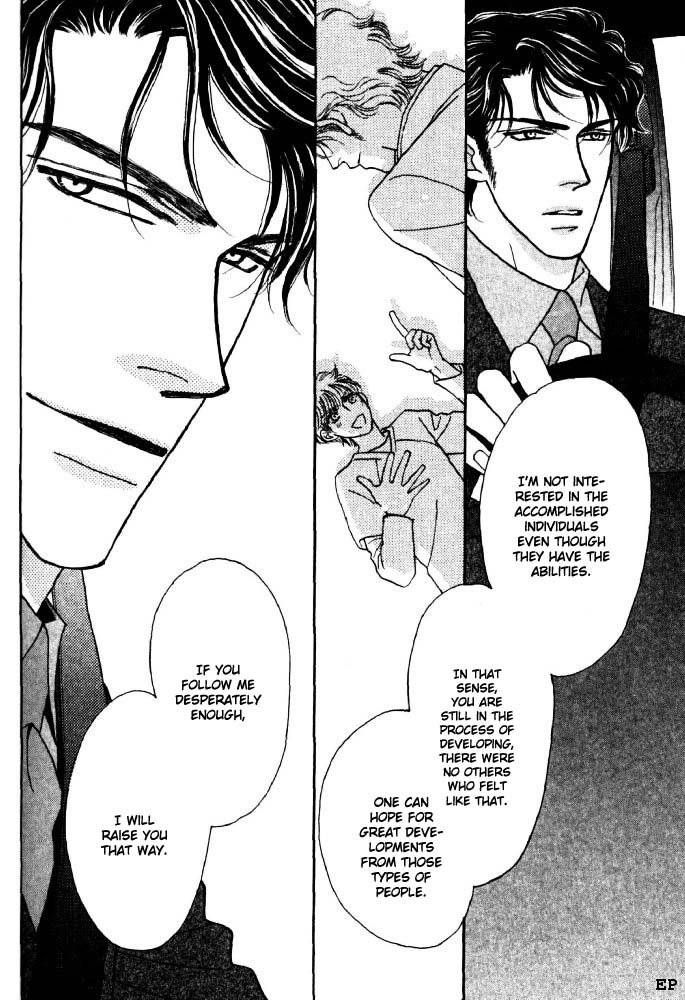 I'M NOT INTE-
RESTED IN THE
ACCOMPLISHED
INDIVIDUALS
EVEN THOUGH
THEY HAVE THE
ABILITIES.
IN THAT
SENSE,
YOU ARE
STILL IN THE
PROCESS OF
DEVELOPING,
THERE WERE
NO OTHERS
WHO FELT
LIKE THAT.
ONE CAN
HOPE FOR
GREAT DEVE-
LOPMENTS
FROM THOSE
TYPES OF
PEOPLE.
IF YOU
FOLLOW ME
DESPERATELY
ENOUGH,
I WILL
RAISE YOU
THAT WAY.
EP